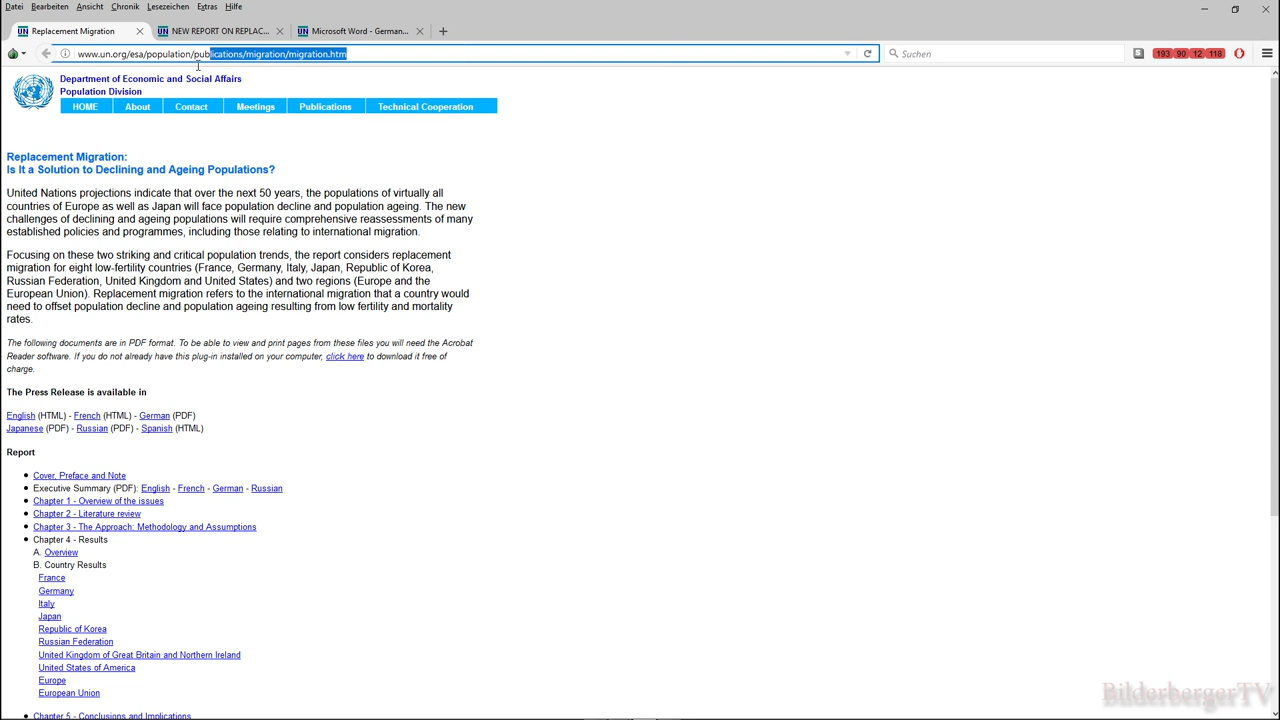 Datei Bearbeiten Ansicht Chronik Lesezeichen Extras Hilfe
Replacement Migration NEW REPORT ON REPLAC... Microsoft Word - German...
www.un.org/esa/population/publications/migration/migration.htm Suchen 193 90 12 118
Department of Economic and Social Affairs
Population Division
HOME About Contact Meetings Publications Technical Cooperation
Replacement Migration:
Is It a Solution to Declining and Ageing Populations?
United Nations projections indicate that over the next 50 years, the populations of virtually all
countries of Europe as well as Japan will face population decline and population ageing. The new
challenges of declining and ageing populations will require comprehensive reassessments of many
established policies and programmes, including those relating to international migration.
Focusing on these two striking and critical population trends, the report considers replacement
migration for eight low-fertility countries (France, Germany, Italy, Japan, Republic of Korea,
Russian Federation, United Kingdom and United States) and two regions (Europe and the
European Union). Replacement migration refers to the international migration that a country would
need to offset population decline and population ageing resulting from low fertility and mortality
rates.
The following documents are in PDF format. To be able to view and print pages from these files you will need the Acrobat
Reader software. If you do not already have this plug-in installed on your computer, click here to download it free of
charge.
The Press Release is available in
English (HTML) - French (HTML) - German (PDF)
Japanese (PDF) - Russian (PDF) - Spanish (HTML)
Report
Cover, Preface and Note
Executive Summary (PDF): English - French - German - Russian
Chapter 1 - Overview of the issues
Chapter 2 - Literature review
Chapter 3 - The Approach: Methodology and Assumptions
Chapter 4 - Results
A. Overview
B. Country Results
France
Germany
Italy
Japan
Republic of Korea
Russian Federation
United Kingdom of Great Britain and Northern Ireland
United States of America
Europe
European Union
Chapter 5 - Conclusions and Implications
BilderbergerTV